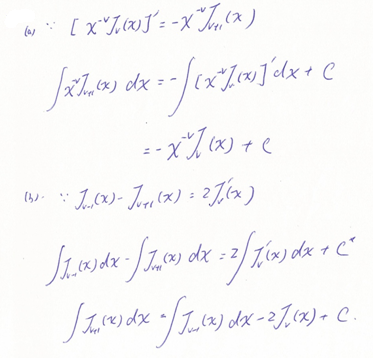 (a) ∵ [x^{-ν} J_ν(x)]' = -x^{-ν} J_{ν+1}(x)
∫ x^{-ν} J_{ν+1}(x) dx = -∫ [x^{-ν} J_ν(x)]' dx + C
= -x^{-ν} J_ν(x) + C
(b). ∵ J_{ν-1}(x) - J_{ν+1}(x) = 2J_ν'(x)
∫ J_{ν-1}(x) dx - ∫ J_{ν+1}(x) dx = 2∫ J_ν'(x) dx + C*
∫ J_{ν+1}(x) dx = ∫ J_{ν-1}(x) dx - 2J_ν(x) + C.